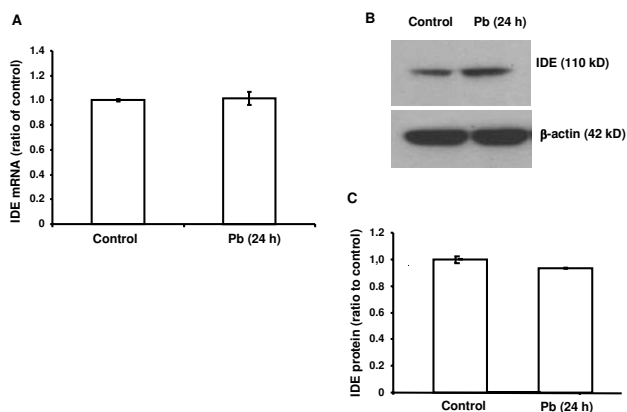 A
IDE mRNA (ratio of control)
1.4
1.2
1.0
0.8
0.6
0.4
0.2
0
Control Pb (24 h)
B
Control Pb (24 h)
IDE (110 kD)
β-actin (42 kD)
C
IDE protein (ratio to control)
1.2
1,0
0.8
0.6
0.4
0.2
0
Control Pb (24 h)